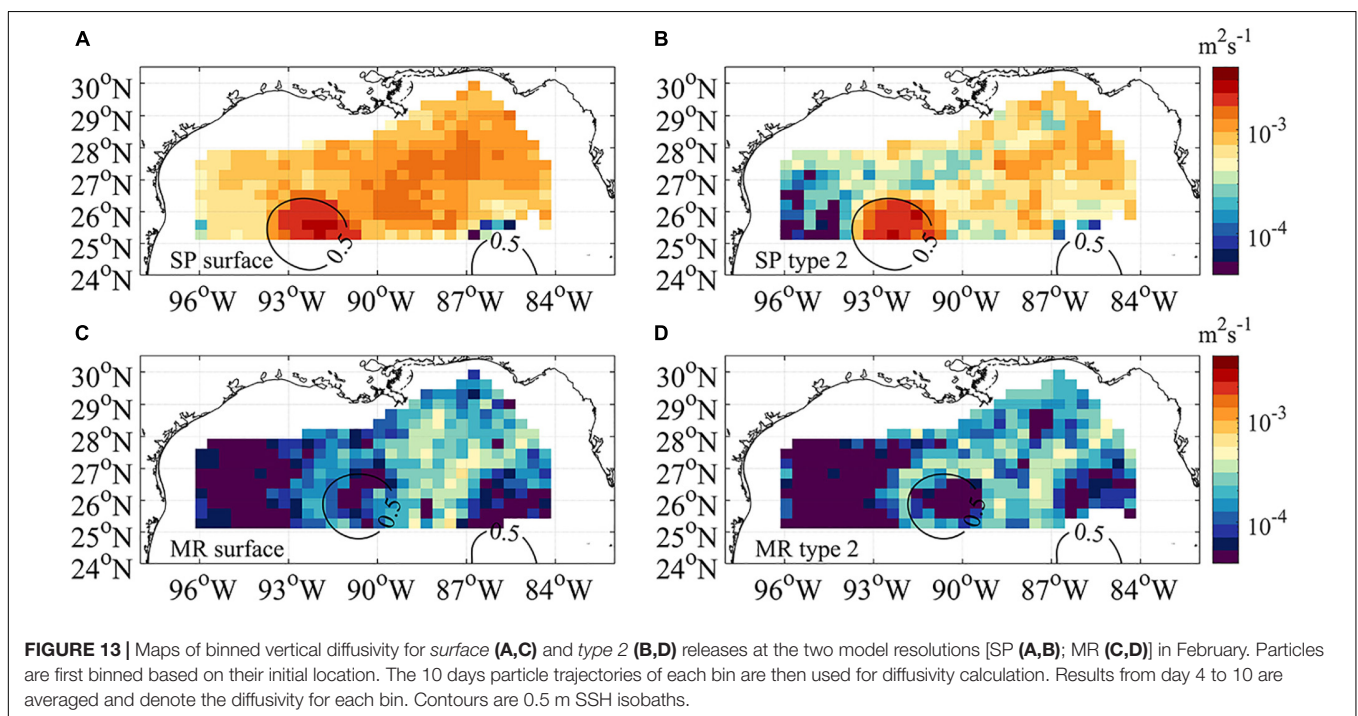 A
B
m²s⁻¹
30°N
29°N
28°N
27°N
26°N
25°N
24°N
0.5
0.5
SP surface
96°W 93°W 90°W 87°W 84°W
30°N
29°N
28°N
27°N
26°N
25°N
24°N
0.5
0.5
SP type 2
96°W 93°W 90°W 87°W 84°W
10⁻³
10⁻⁴
C
D
m²s⁻¹
30°N
29°N
28°N
27°N
26°N
25°N
24°N
0.5
0.5
MR surface
96°W 93°W 90°W 87°W 84°W
30°N
29°N
28°N
27°N
26°N
25°N
24°N
0.5
0.5
MR type 2
96°W 93°W 90°W 87°W 84°W
10⁻³
10⁻⁴
FIGURE 13 | Maps of binned vertical diffusivity for surface (A,C) and type 2 (B,D) releases at the two model resolutions [SP (A,B); MR (C,D)] in February. Particles
are first binned based on their initial location. The 10 days particle trajectories of each bin are then used for diffusivity calculation. Results from day 4 to 10 are
averaged and denote the diffusivity for each bin. Contours are 0.5 m SSH isobaths.